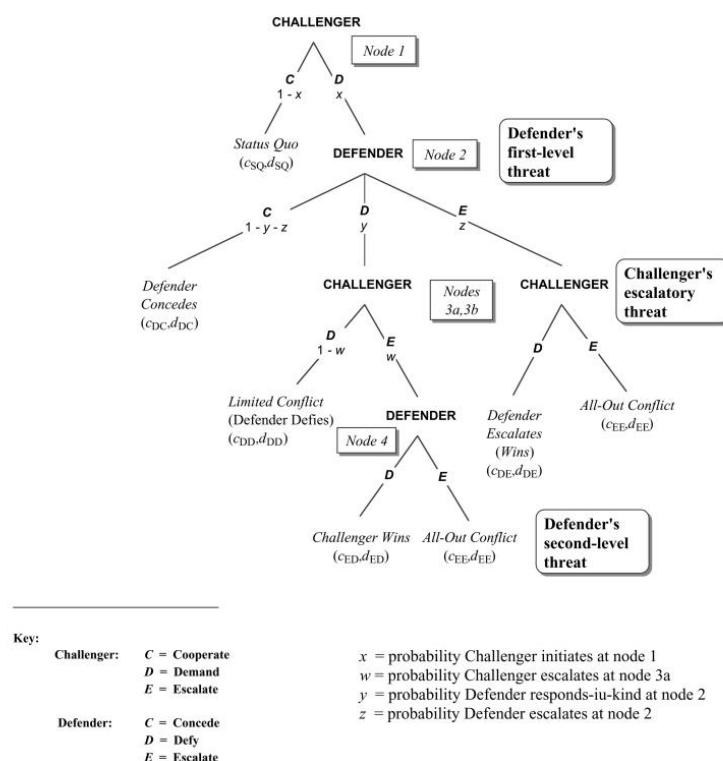 CHALLENGER
Node 1
C
D
1 - x
x
Status Quo
(cSQ,dSQ)
DEFENDER
Node 2
Defender's
first-level
threat
C
1 - y - z
D
y
E
z
Defender
Concedes
(cDC,dDC)
CHALLENGER
Nodes
3a,3b
CHALLENGER
Challenger's
escalatory
threat
D
1 - w
E
w
D
E
Limited Conflict
(Defender Defies)
(cDD,dDD)
DEFENDER
Node 4
Defender
Escalates
(Wins)
(cDE,dDE)
All-Out Conflict
(cEE,dEE)
D
E
Challenger Wins
(cED,dED)
All-Out Conflict
(cEE,dEE)
Defender's
second-level
threat
Key:
Challenger: C = Cooperate
D = Demand
E = Escalate
Defender: C = Concede
D = Defy
E = Escalate
x = probability Challenger initiates at node 1
w = probability Challenger escalates at node 3a
y = probability Defender responds-iu-kind at node 2
z = probability Defender escalates at node 2